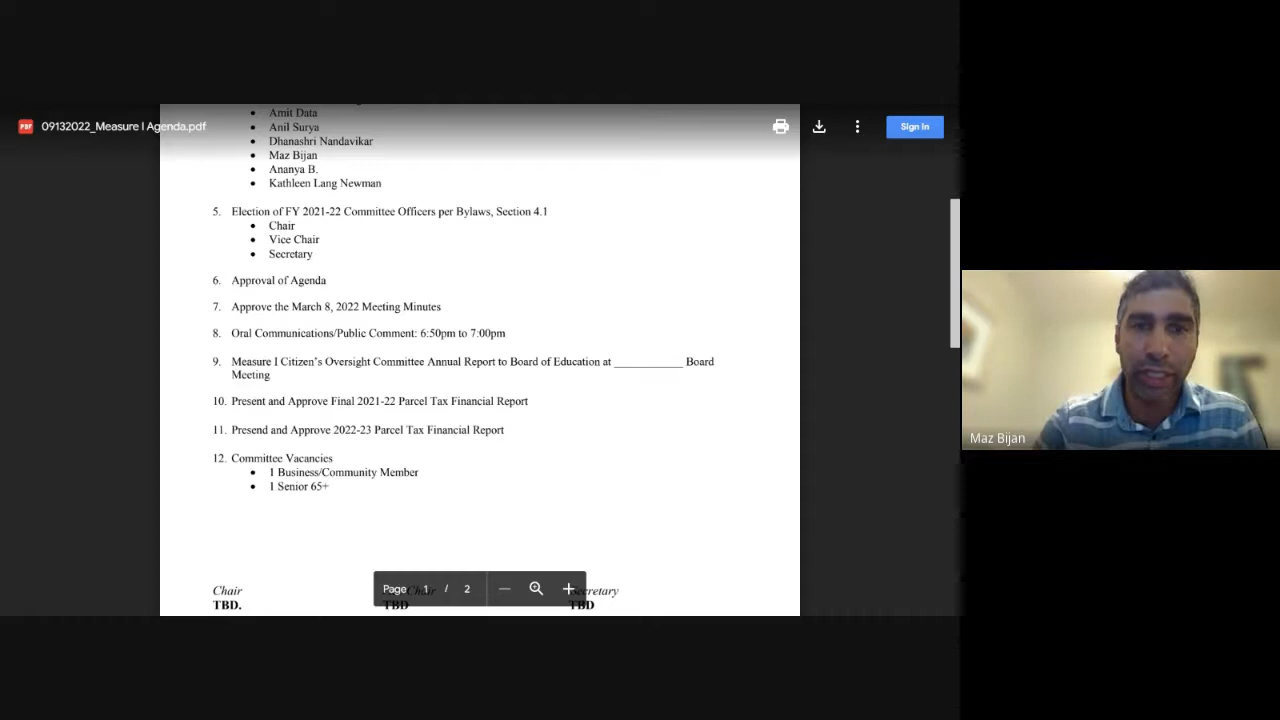 09132022_Measure I Agenda.pdf
Sign In
• Amit Data
• Anil Surya
• Dhanashri Nandavikar
• Maz Bijan
• Ananya B.
• Kathleen Lang Newman
5. Election of FY 2021-22 Committee Officers per Bylaws, Section 4.1
• Chair
• Vice Chair
• Secretary
6. Approval of Agenda
7. Approve the March 8, 2022 Meeting Minutes
8. Oral Communications/Public Comment: 6:50pm to 7:00pm
9. Measure I Citizen's Oversight Committee Annual Report to Board of Education at ____________ Board
Meeting
10. Present and Approve Final 2021-22 Parcel Tax Financial Report
11. Presend and Approve 2022-23 Parcel Tax Financial Report
12. Committee Vacancies
• 1 Business/Community Member
• 1 Senior 65+
Page 1 / 2
Chair Chair Secretary
TBD. TBD TBD
Maz Bijan